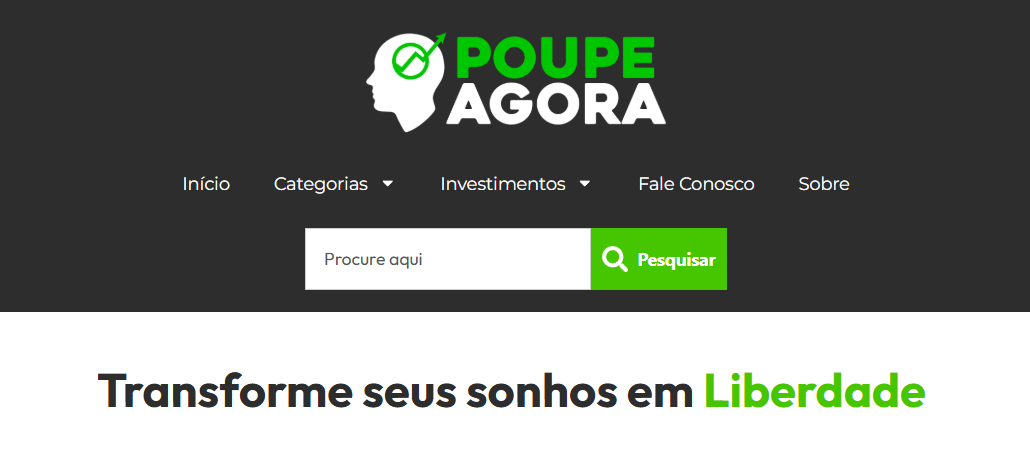 POUPE
AGORA
Início Categorias Investimentos Fale Conosco Sobre
Procure aqui Pesquisar
Transforme seus sonhos em Liberdade